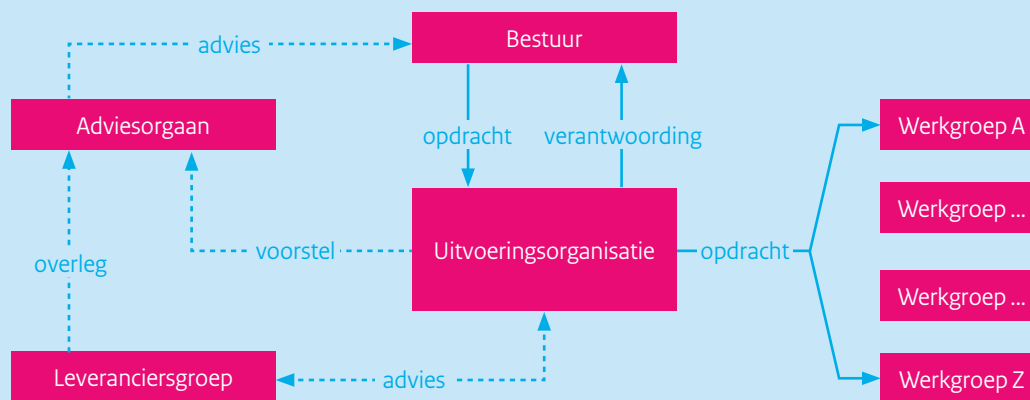 Bestuur
advies
Adviesorgaan
opdracht
verantwoording
Werkgroep A
Werkgroep ...
Uitvoeringsorganisatie
voorstel
opdracht
overleg
Werkgroep ...
Leveranciersgroep
advies
Werkgroep Z